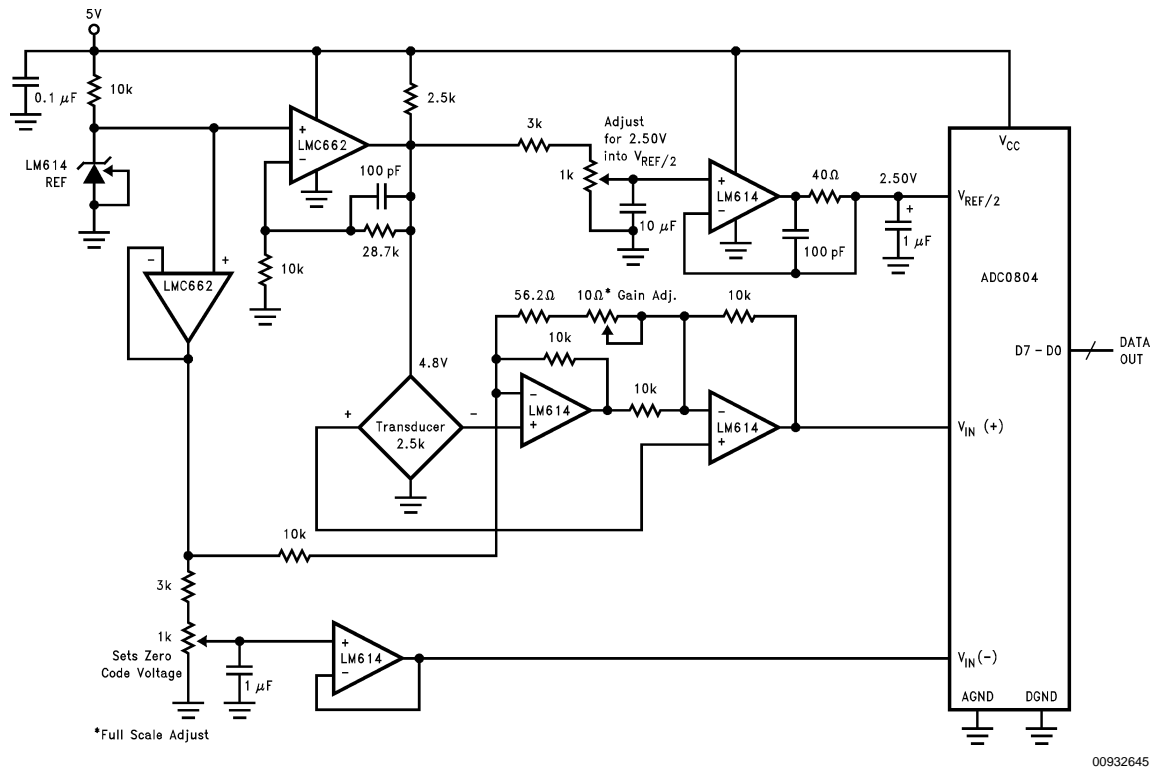 5V
0.1 μF
10k
LM614
REF
+
−
LMC662
2.5k
100 pF
28.7k
10k
−
+
LMC662
3k
Adjust
for 2.50V
into VREF/2
1k
10 μF
+
−
LM614
40Ω
100 pF
2.50V
+
1 μF
VCC
VREF/2
ADC0804
D7 – D0
DATA
OUT
VIN (+)
VIN(−)
AGND
DGND
56.2Ω
10Ω* Gain Adj.
10k
10k
−
+
LM614
10k
−
+
LM614
4.8V
+
−
Transducer
2.5k
10k
3k
1k
Sets Zero
Code Voltage
1 μF
+
−
LM614
*Full Scale Adjust
00932645